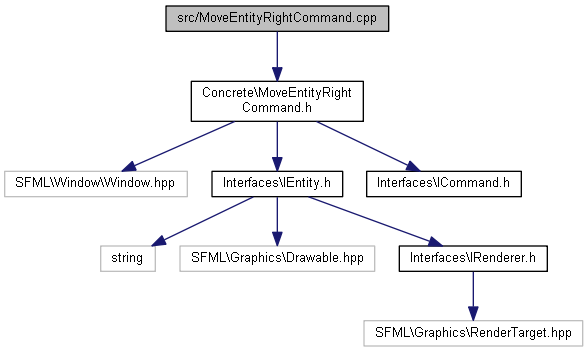 src/MoveEntityRightCommand.cpp
Concrete\MoveEntityRight
Command.h
SFML\Window\Window.hpp
Interfaces\IEntity.h
Interfaces\ICommand.h
string
SFML\Graphics\Drawable.hpp
Interfaces\IRenderer.h
SFML\Graphics\RenderTarget.hpp